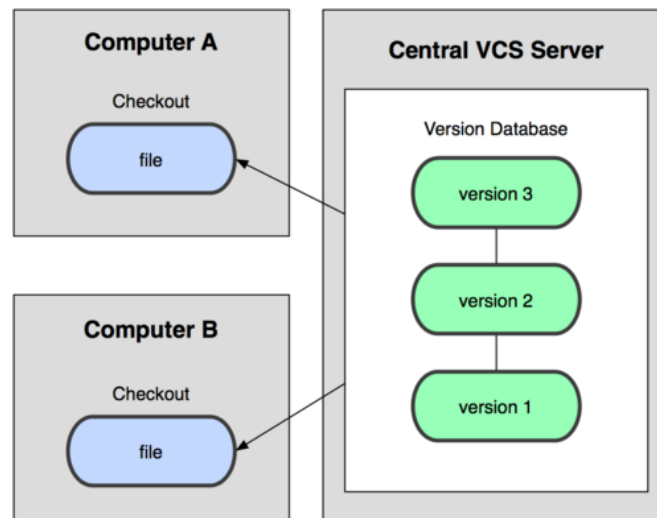 Computer A
Checkout
file
Computer B
Checkout
file
Central VCS Server
Version Database
version 3
version 2
version 1